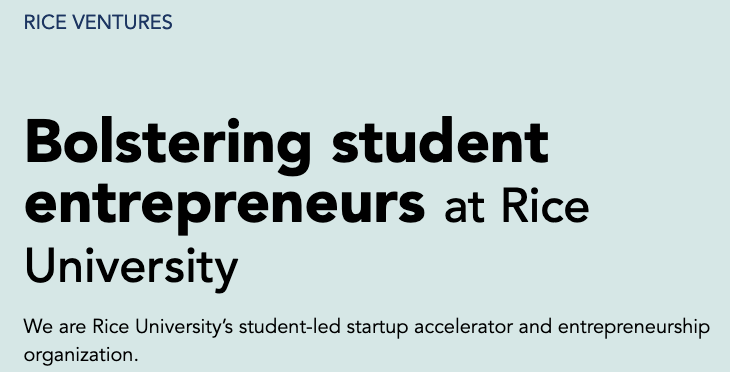 RICE VENTURES
Bolstering student
entrepreneurs at Rice
University
We are Rice University’s student-led startup accelerator and entrepreneurship
organization.